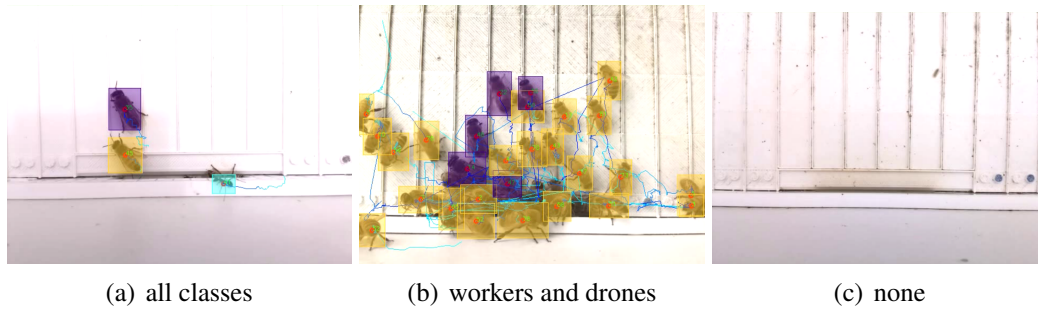 (a) all classes
(b) workers and drones
(c) none